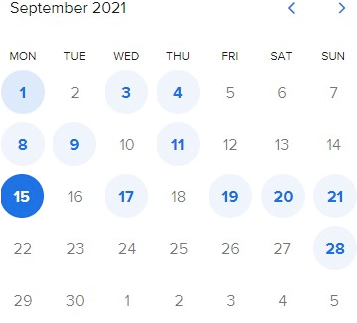 September 2021
MON TUE WED THU FRI SAT SUN
1 2 3 4 5 6 7
8 9 10 11 12 13 14
15 16 17 18 19 20 21
22 23 24 25 26 27 28
29 30 1 2 3 4 5